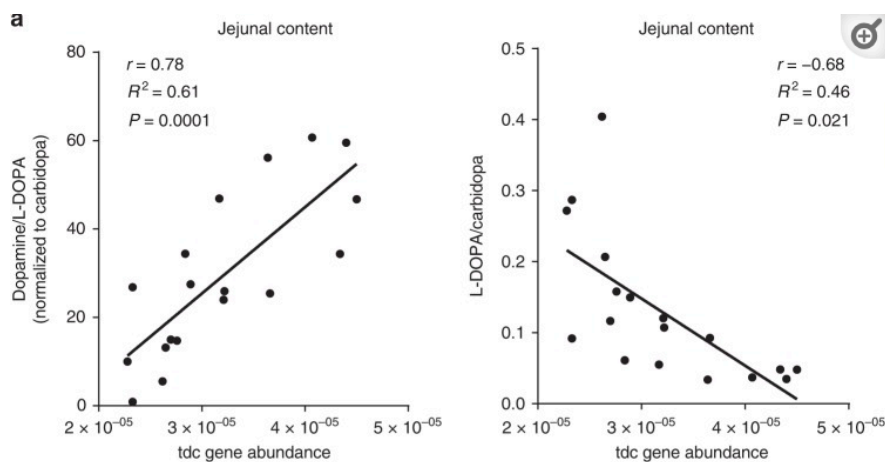 a
Jejunal content
r = 0.78
R² = 0.61
P = 0.0001
Dopamine/L-DOPA
(normalized to carbidopa)
80
60
40
20
0
2 × 10⁻⁰⁵
3 × 10⁻⁰⁵
4 × 10⁻⁰⁵
5 × 10⁻⁰⁵
tdc gene abundance
Jejunal content
r = −0.68
R² = 0.46
P = 0.021
L-DOPA/carbidopa
0.5
0.4
0.3
0.2
0.1
0.0
2 × 10⁻⁰⁵
3 × 10⁻⁰⁵
4 × 10⁻⁰⁵
5 × 10⁻⁰⁵
tdc gene abundance